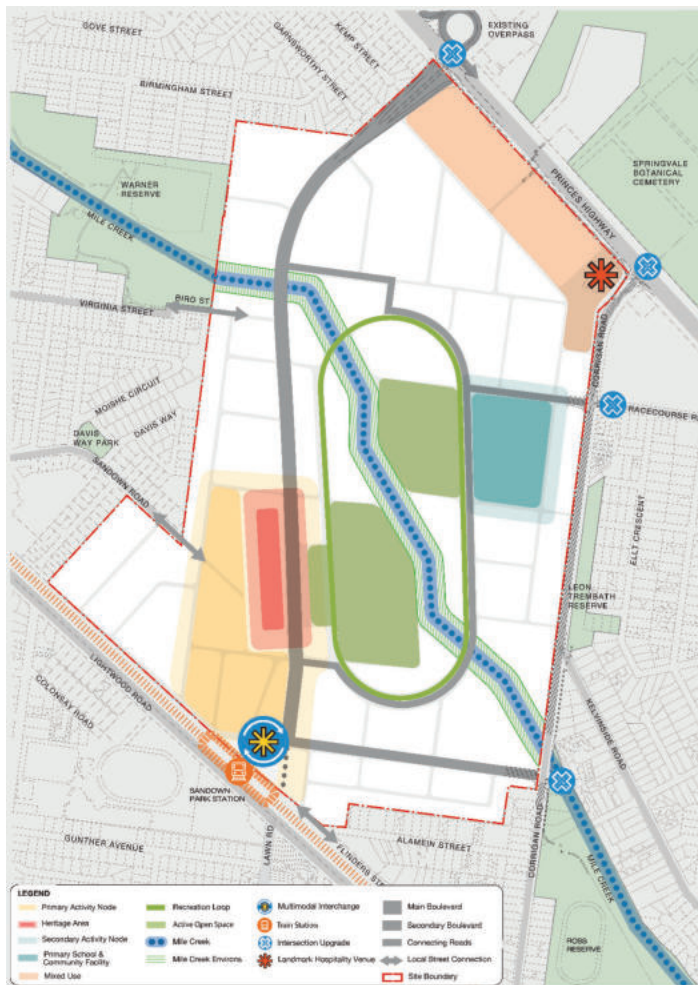 GOVE STREET
GARNSWORTHY STREET
KEMP STREET
EXISTING
OVERPASS
BIRMINGHAM STREET
WARNER
RESERVE
MILE CREEK
PRINCES HIGHWAY
SPRINGVALE
BOTANICAL
CEMETERY
VIRGINIA STREET
BIRD ST
CORRIGAN ROAD
RACECOURSE R
MOISHE CIRCUIT
DAVIS WAY
DAVIS
WAY PARK
SANDOWN ROAD
ELLT CRESCENT
LEON
TREMBATH
RESERVE
LIGHTWOOD ROAD
COLONSAY ROAD
KELVINSIDE ROAD
SANDOWN
PARK STATION
GUNTHER AVENUE
LAWN RD
FLINDERS ST
ALAMEIN STREET
CORRIGAN ROAD
MILE CREEK
ROSS
RESERVE
LEGEND
Primary Activity Node
Heritage Area
Secondary Activity Node
Primary School &
Community Facility
Mixed Use
Recreation Loop
Active Open Space
Mile Creek
Mile Creek Environs
Multimodal Interchange
Train Station
Intersection Upgrade
Landmark Hospitality Venue
Main Boulevard
Secondary Boulevard
Connecting Roads
Local Street Connection
Site Boundary